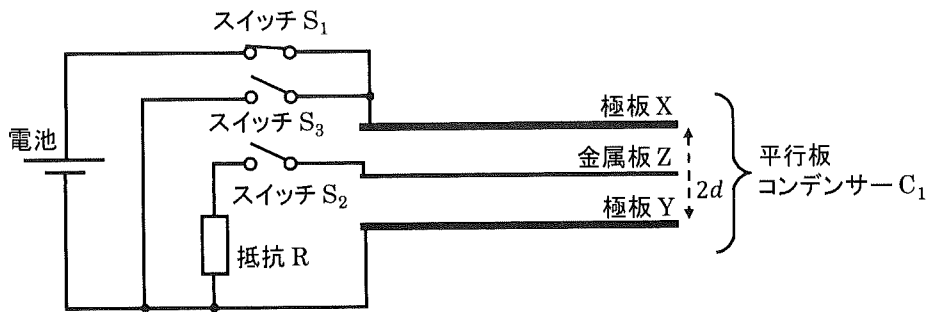 スイッチ S₁
スイッチ S₃
電池
スイッチ S₂
抵抗 R
極板 X
金属板 Z
極板 Y
2d
平行板
コンデンサー C₁